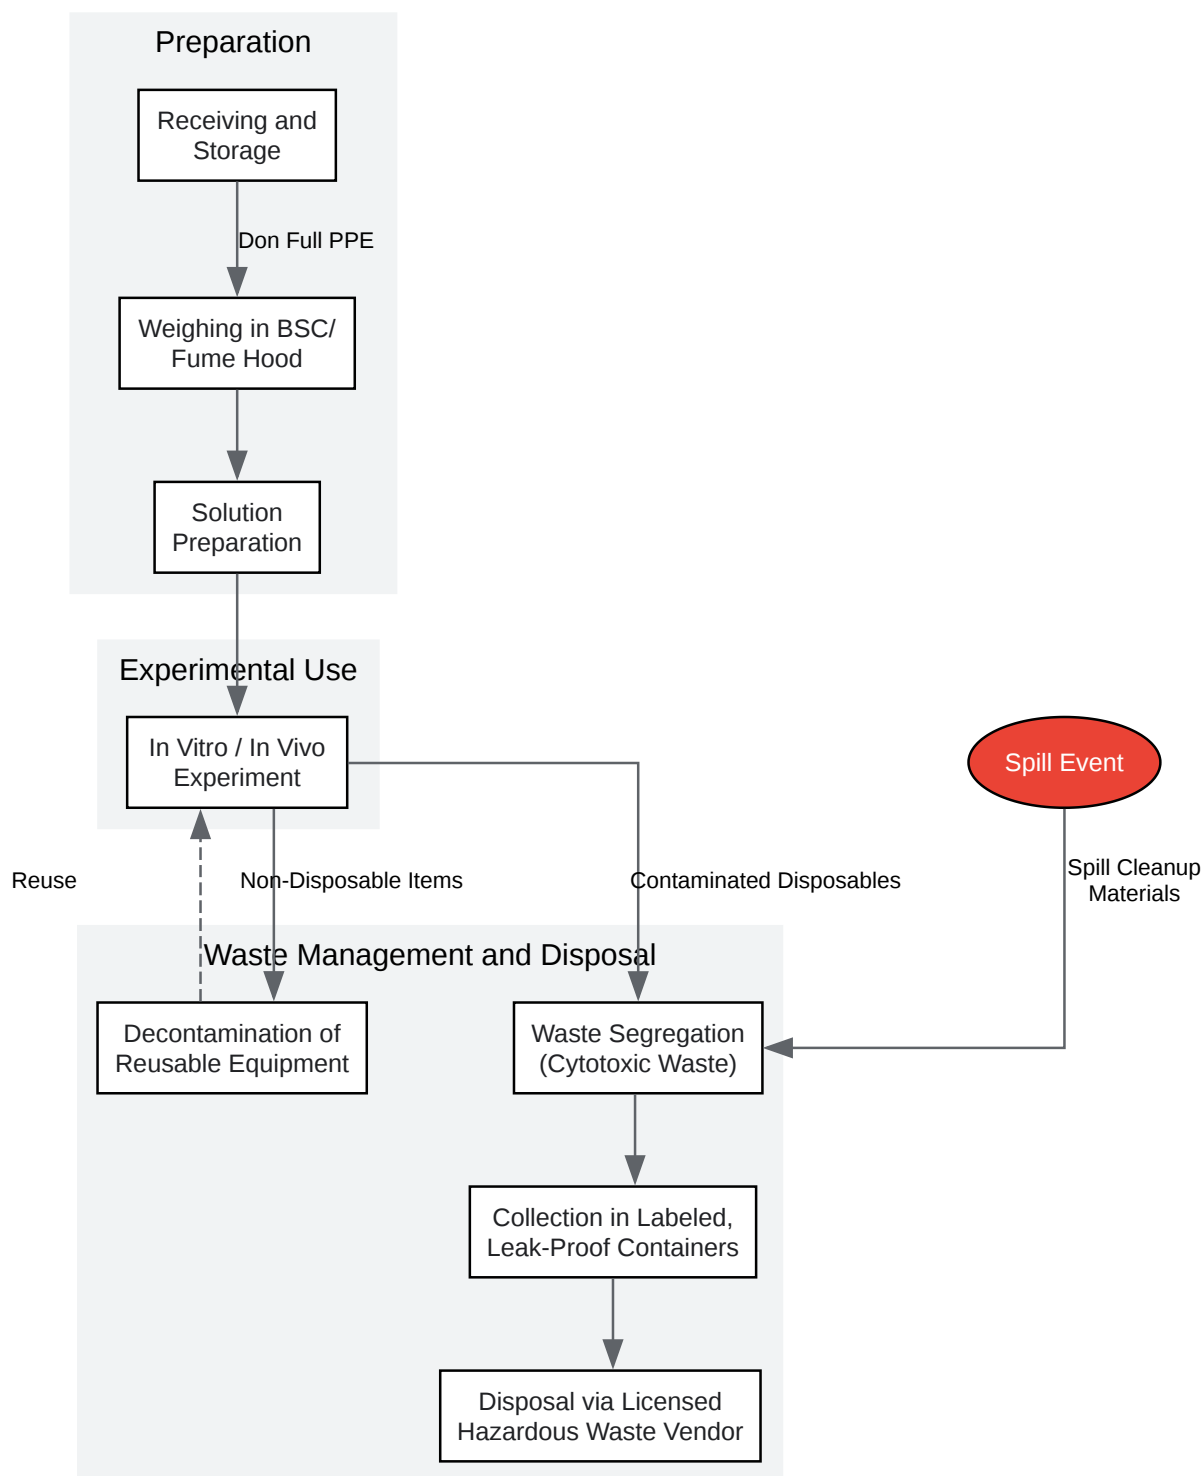 Preparation
Receiving and
Storage
Don Full PPE
Weighing in BSC/
Fume Hood
Solution
Preparation
Experimental Use
In Vitro / In Vivo
Experiment
Spill Event
Reuse
Non-Disposable Items
Contaminated Disposables
Spill Cleanup
Materials
Waste Management and Disposal
Decontamination of
Reusable Equipment
Waste Segregation
(Cytotoxic Waste)
Collection in Labeled,
Leak-Proof Containers
Disposal via Licensed
Hazardous Waste Vendor